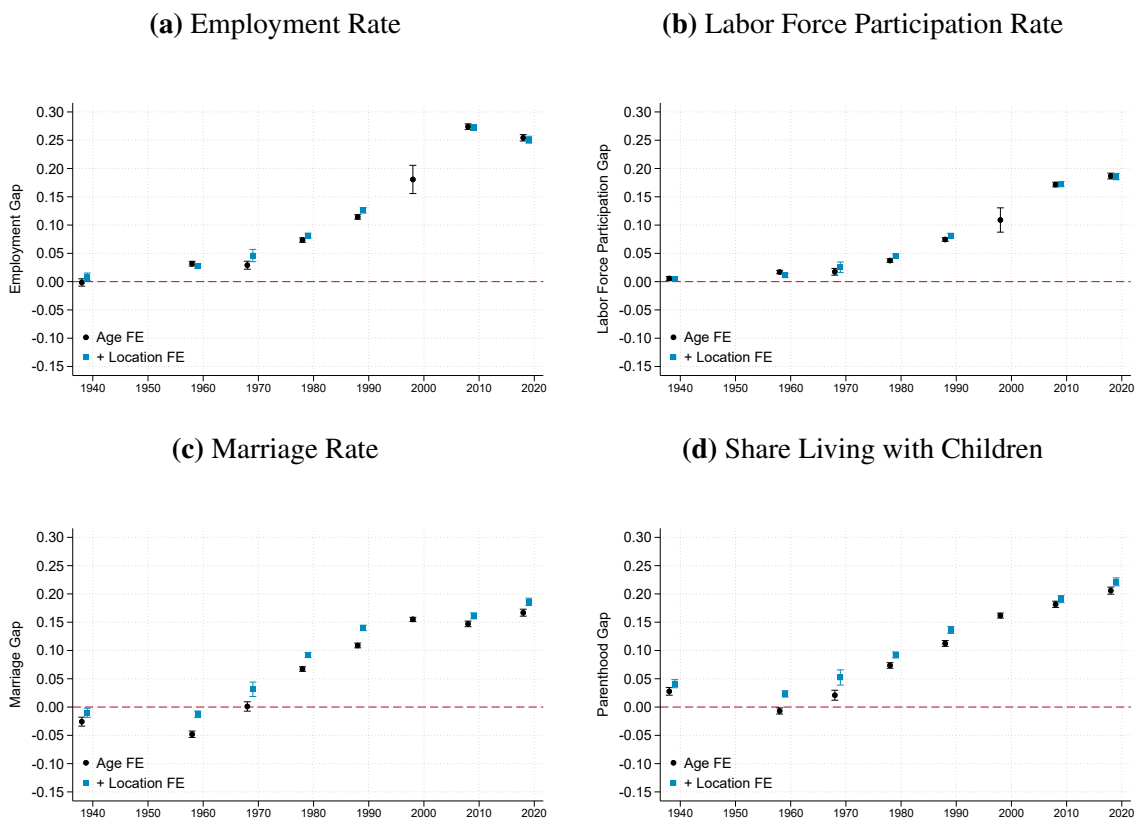 (a) Employment Rate
(b) Labor Force Participation Rate
Employment Gap
0.30
0.25
0.20
0.15
0.10
0.05
0.00
-0.05
-0.10
-0.15
Age FE
+ Location FE
1940 1950 1960 1970 1980 1990 2000 2010 2020
Labor Force Participation Gap
0.30
0.25
0.20
0.15
0.10
0.05
0.00
-0.05
-0.10
-0.15
Age FE
+ Location FE
1940 1950 1960 1970 1980 1990 2000 2010 2020
(c) Marriage Rate
(d) Share Living with Children
Marriage Gap
0.30
0.25
0.20
0.15
0.10
0.05
0.00
-0.05
-0.10
-0.15
Age FE
+ Location FE
1940 1950 1960 1970 1980 1990 2000 2010 2020
Parenthood Gap
0.30
0.25
0.20
0.15
0.10
0.05
0.00
-0.05
-0.10
-0.15
Age FE
+ Location FE
1940 1950 1960 1970 1980 1990 2000 2010 2020